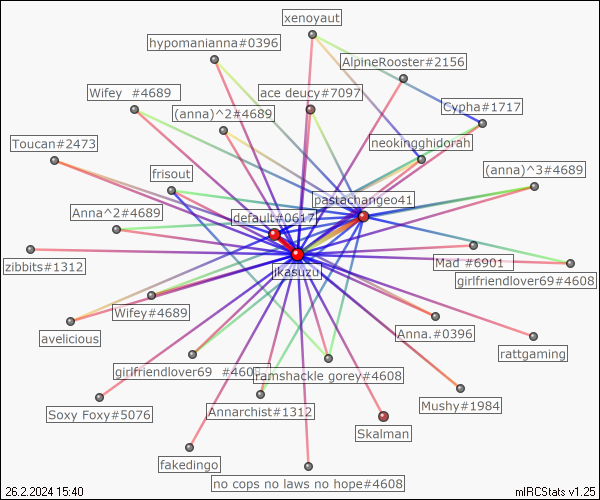 xenoyaut
hypomanianna#0396
AlpineRooster#2156
Wifey  #4689
ace deucy#7097
(anna)^2#4689
Cypha#1717
Toucan#2473
neokingghidorah
frisout
(anna)^3#4689
pastachangeo41
Anna^2#4689
default#0617
zibbits#1312
jkasuzu
Mad #6901
girlfriendlover69#4608
Wifey#4689
avelicious
Anna.#0396
rattgaming
girlfriendlover69  #4608
ramshackle gorey#4608
Soxy Foxy#5076
Annarchist#1312
Mushy#1984
Skalman
fakedingo
no cops no laws no hope#4608
26.2.2024 15:40
mIRCStats v1.25